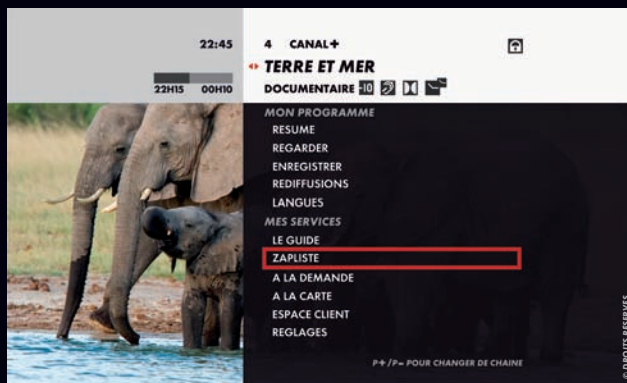 22:45 4 CANAL+
TERRE ET MER
22H15 00H10 DOCUMENTAIRE -10
MON PROGRAMME
RESUME
REGARDER
ENREGISTRER
REDIFFUSIONS
LANGUES
MES SERVICES
LE GUIDE
ZAPLISTE
A LA DEMANDE
A LA CARTE
ESPACE CLIENT
REGLAGES
P+/P- POUR CHANGER DE CHAINE
© DROITS RESERVES